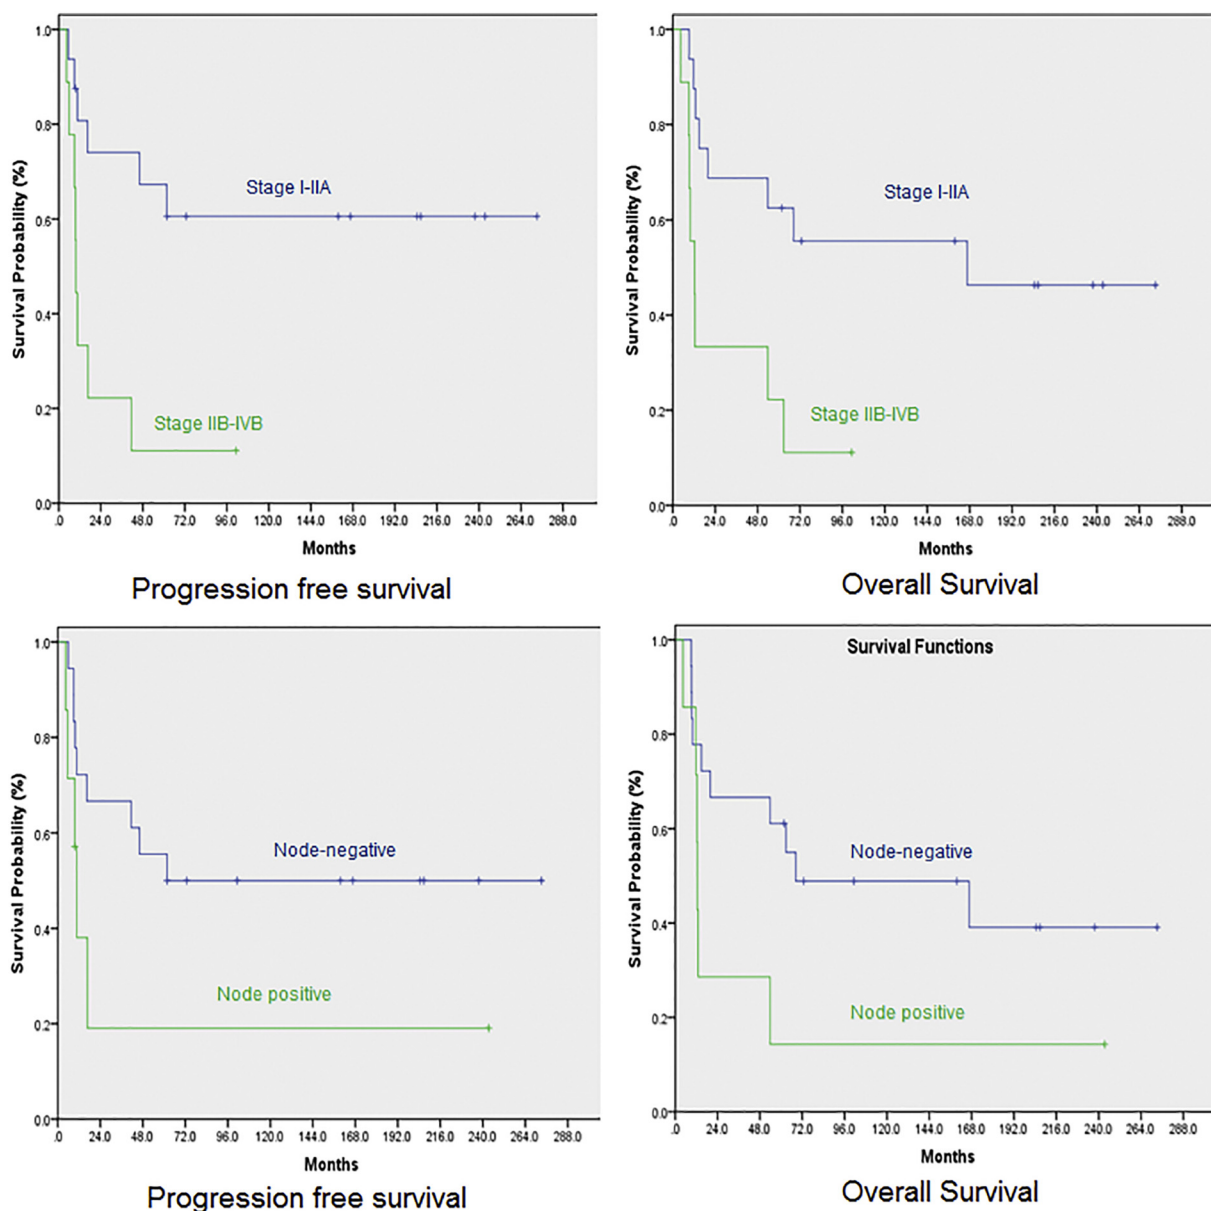 1.0
0.8
0.6
0.4
0.2
0.0
Survival Probability (%)
Stage I-IIA
Stage IIB-IVB
.0 24.0 48.0 72.0 96.0 120.0 144.0 168.0 192.0 216.0 240.0 264.0 288.0
Months
Progression free survival
1.0
0.8
0.6
0.4
0.2
0.0
Survival Probability (%)
Stage I-IIA
Stage IIB-IVB
.0 24.0 48.0 72.0 96.0 120.0 144.0 168.0 192.0 216.0 240.0 264.0 288.0
Months
Overall Survival
1.0
0.8
0.6
0.4
0.2
0.0
Survival Probability (%)
Node-negative
Node positive
.0 24.0 48.0 72.0 96.0 120.0 144.0 168.0 192.0 216.0 240.0 264.0 288.0
Months
Progression free survival
Survival Functions
1.0
0.8
0.6
0.4
0.2
0.0
Survival Probability (%)
Node-negative
Node positive
.0 24.0 48.0 72.0 96.0 120.0 144.0 168.0 192.0 216.0 240.0 264.0 288.0
Months
Overall Survival